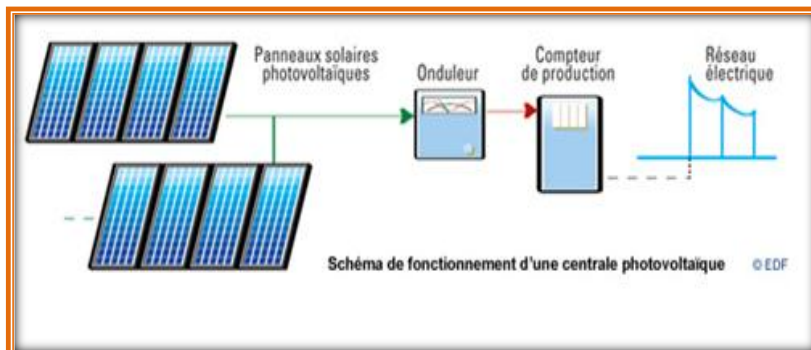 Panneaux solaires
photovoltaïques
Onduleur
Compteur
de production
Réseau
électrique
Schéma de fonctionnement d'une centrale photovoltaïque © EDF